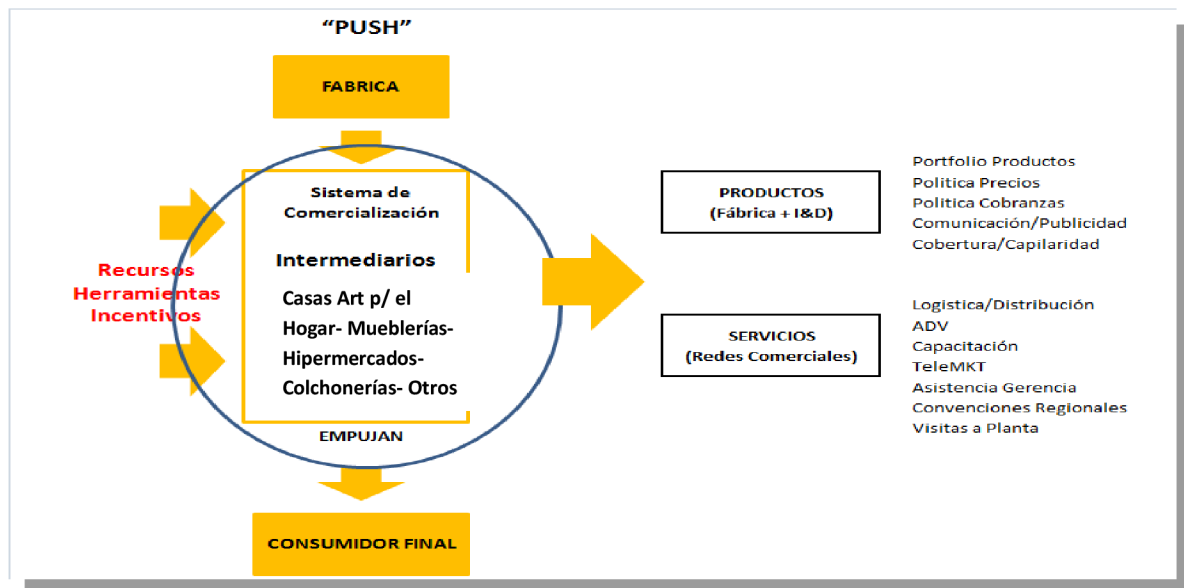 “PUSH”
FABRICA
Sistema de
Comercialización
Intermediarios
Casas Art p/ el
Hogar- Mueblerías-
Hipermercados-
Colchonerías- Otros
EMPUJAN
Recursos
Herramientas
Incentivos
CONSUMIDOR FINAL
PRODUCTOS
(Fábrica + I&D)
Portfolio Productos
Politica Precios
Politica Cobranzas
Comunicación/Publicidad
Cobertura/Capilaridad
SERVICIOS
(Redes Comerciales)
Logistica/Distribución
ADV
Capacitación
TeleMKT
Asistencia Gerencia
Convenciones Regionales
Visitas a Planta